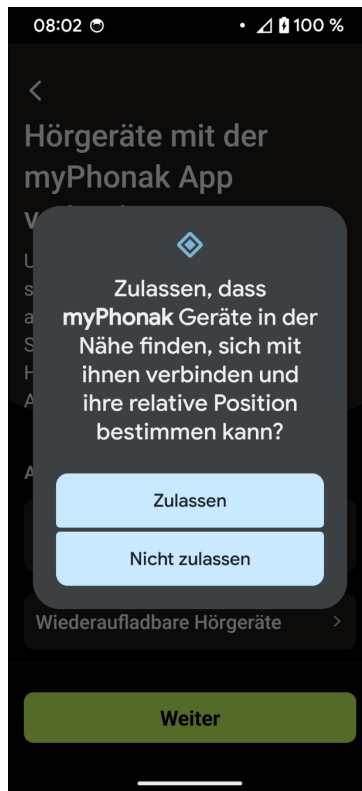 08:02
100 %
Hörgeräte mit der
myPhonak App
Zulassen, dass
myPhonak Geräte in der
Nähe finden, sich mit
ihnen verbinden und
ihre relative Position
bestimmen kann?
Zulassen
Nicht zulassen
Wiederaufladbare Hörgeräte
Weiter